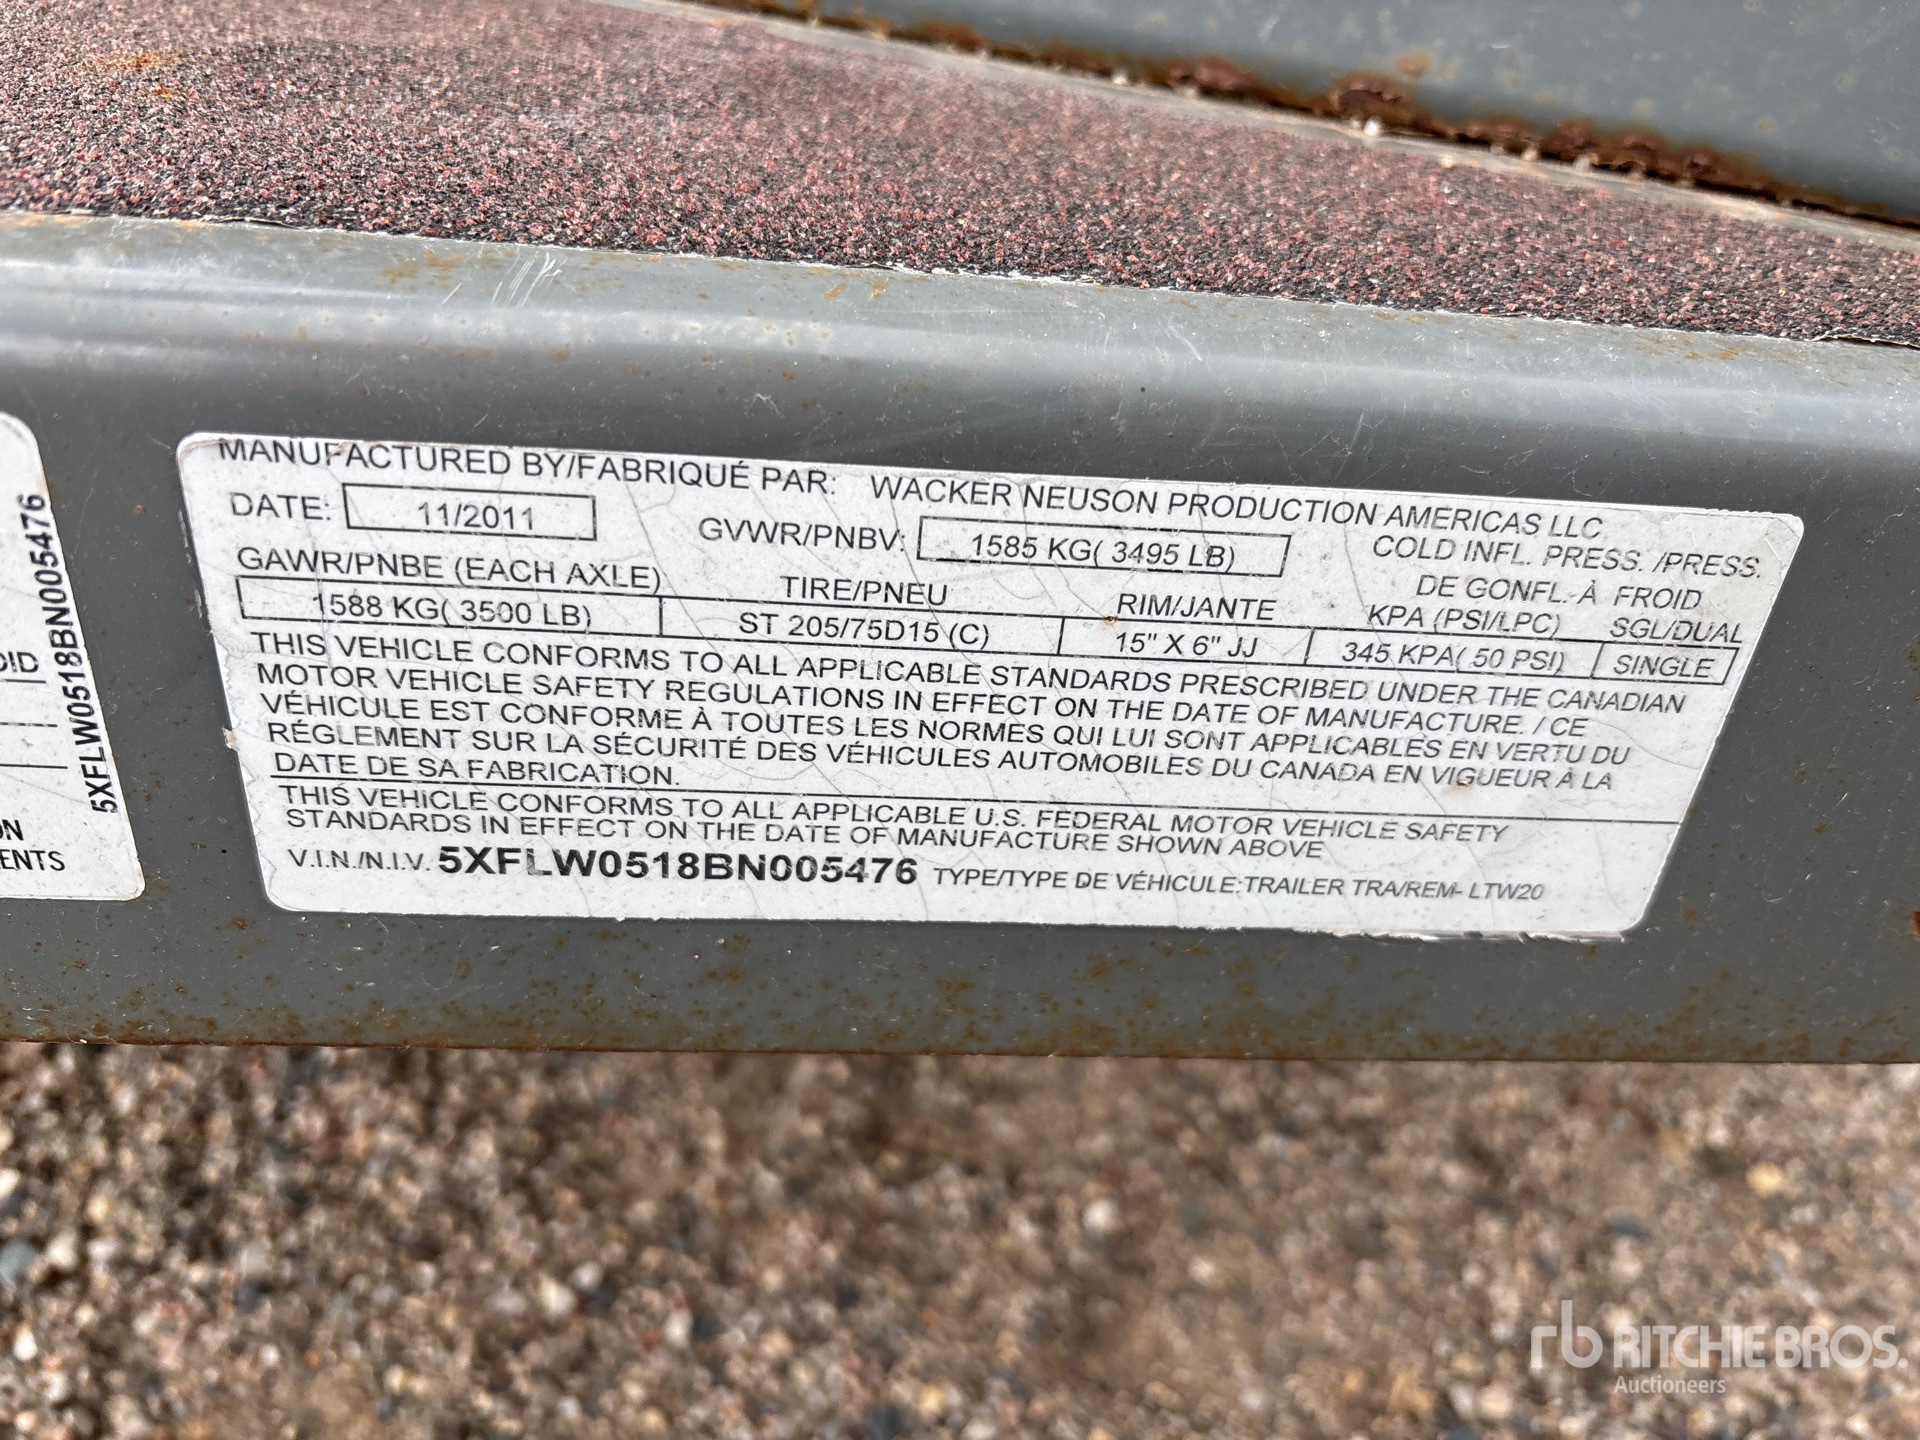 MANUFACTURED BY/FABRIQUÉ PAR: WACKER NEUSON PRODUCTION AMERICAS LLC
DATE: 11/2011 GVWR/PNBV: 1585 KG( 3495 LB) COLD INFL. PRESS. /PRESS.
DE GONFL. À FROID
GAWR/PNBE (EACH AXLE) TIRE/PNEU RIM/JANTE KPA (PSI/LPC) SGL/DUAL
1588 KG( 3500 LB) ST 205/75D15 (C) 15" X 6" JJ 345 KPA( 50 PSI) SINGLE
THIS VEHICLE CONFORMS TO ALL APPLICABLE STANDARDS PRESCRIBED UNDER THE CANADIAN
MOTOR VEHICLE SAFETY REGULATIONS IN EFFECT ON THE DATE OF MANUFACTURE. / CE
VÉHICULE EST CONFORME À TOUTES LES NORMES QUI LUI SONT APPLICABLES EN VERTU DU
RÉGLEMENT SUR LA SÉCURITÉ DES VÉHICULES AUTOMOBILES DU CANADA EN VIGUEUR À LA
DATE DE SA FABRICATION.
THIS VEHICLE CONFORMS TO ALL APPLICABLE U.S. FEDERAL MOTOR VEHICLE SAFETY
STANDARDS IN EFFECT ON THE DATE OF MANUFACTURE SHOWN ABOVE
V.I.N./N.I.V. 5XFLW0518BN005476 TYPE/TYPE DE VÉHICULE:TRAILER TRA/REM- LTW20
5XFLW0518BN005476
OID
ON
ENTS
rb RITCHIE BROS.
Auctioneers